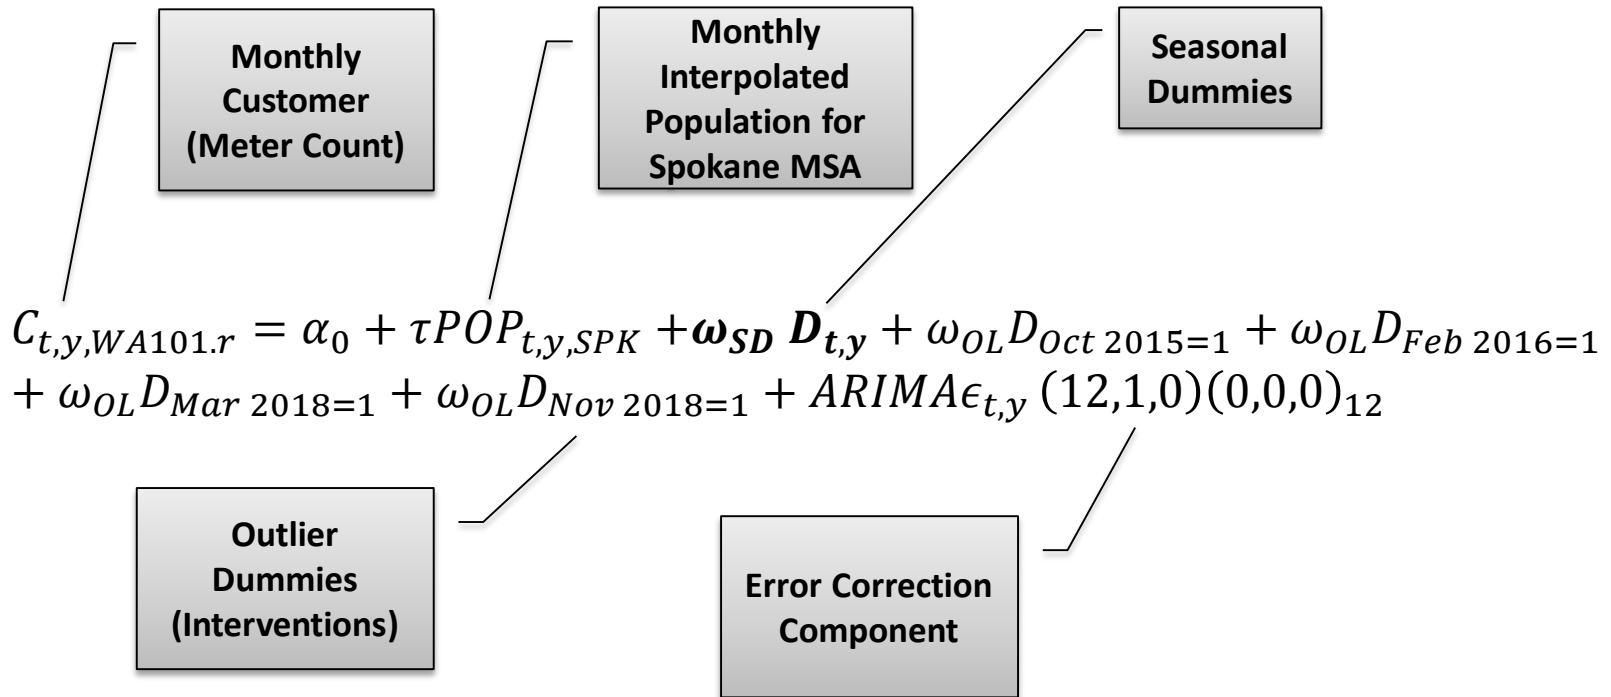 Monthly
Customer
(Meter Count)
Monthly
Interpolated
Population for
Spokane MSA
Seasonal
Dummies
C_{t,y,WA101.r} = α_0 + τPOP_{t,y,SPK} + ω_{SD} D_{t,y} + ω_{OL}D_{Oct 2015=1} + ω_{OL}D_{Feb 2016=1}
+ ω_{OL}D_{Mar 2018=1} + ω_{OL}D_{Nov 2018=1} + ARIMAϵ_{t,y} (12,1,0)(0,0,0)_{12}
Outlier
Dummies
(Interventions)
Error Correction
Component